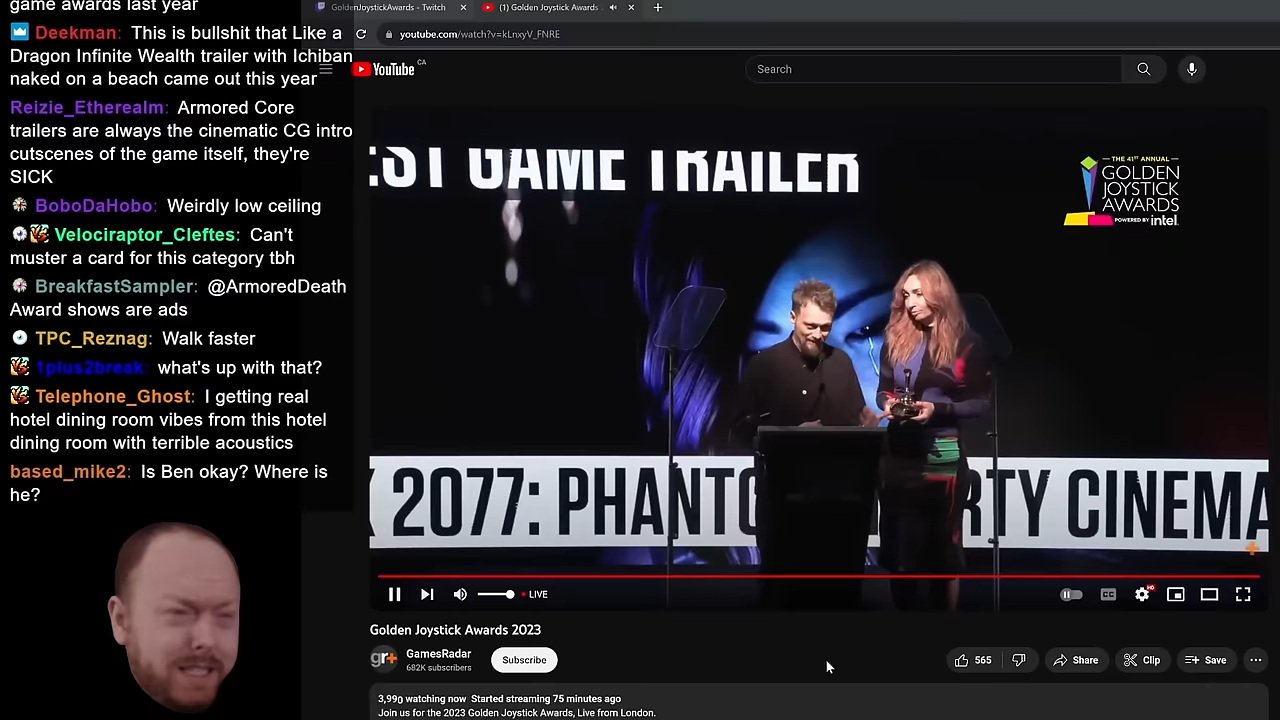 game awards last year
Deekman: This is bullshit that Like a
Dragon Infinite Wealth trailer with Ichiban
naked on a beach came out this year
Reizie_Etherealm: Armored Core
trailers are always the cinematic CG intro
cutscenes of the game itself, they're
SICK
BoboDaHobo: Weirdly low ceiling
Velociraptor_Cleftes: Can't
muster a card for this category tbh
BreakfastSampler: @ArmoredDeath
Award shows are ads
TPC_Reznag: Walk faster
1plus2break: what's up with that?
Telephone_Ghost: I getting real
hotel dining room vibes from this hotel
dining room with terrible acoustics
based_mike2: Is Ben okay? Where is
he?
GoldenJoystickAwards - Twitch
(1) Golden Joystick Awards
youtube.com/watch?v=kLnxyV_FNRE
YouTube CA
Search
EST GAME TRAILER
THE 41ST ANNUAL
GOLDEN
JOYSTICK
AWARDS
POWERED BY intel.
K 2077: PHANTO RTY CINEMA
LIVE
CC
HD
Golden Joystick Awards 2023
gr+
GamesRadar
682K subscribers
Subscribe
565
Share
Clip
Save
3,990 watching now Started streaming 75 minutes ago
Join us for the 2023 Golden Joystick Awards, Live from London.